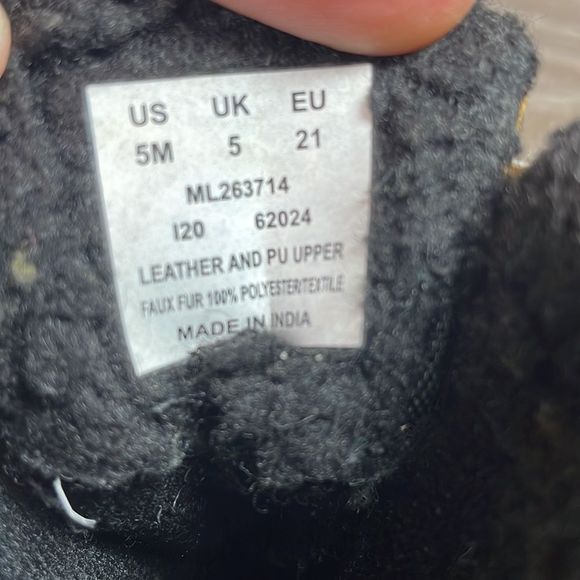 US UK EU
5M 5 21
ML263714
I20 62024
LEATHER AND PU UPPER
FAUX FUR 100% POLYESTER/TEXTILE
MADE IN INDIA